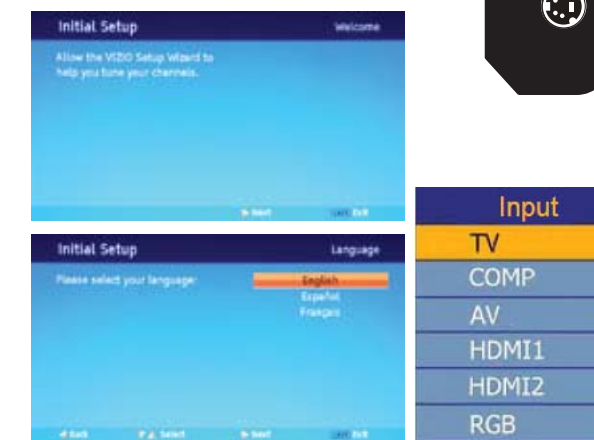 Initial Setup
Welcome
Allow the VIZIO Setup Wizard to
help you tune your channels.
Next
Exit
Initial Setup
Language
Please select your language:
English
Español
Français
Back
Select
Next
Exit
Input
TV
COMP
AV
HDMI1
HDMI2
RGB